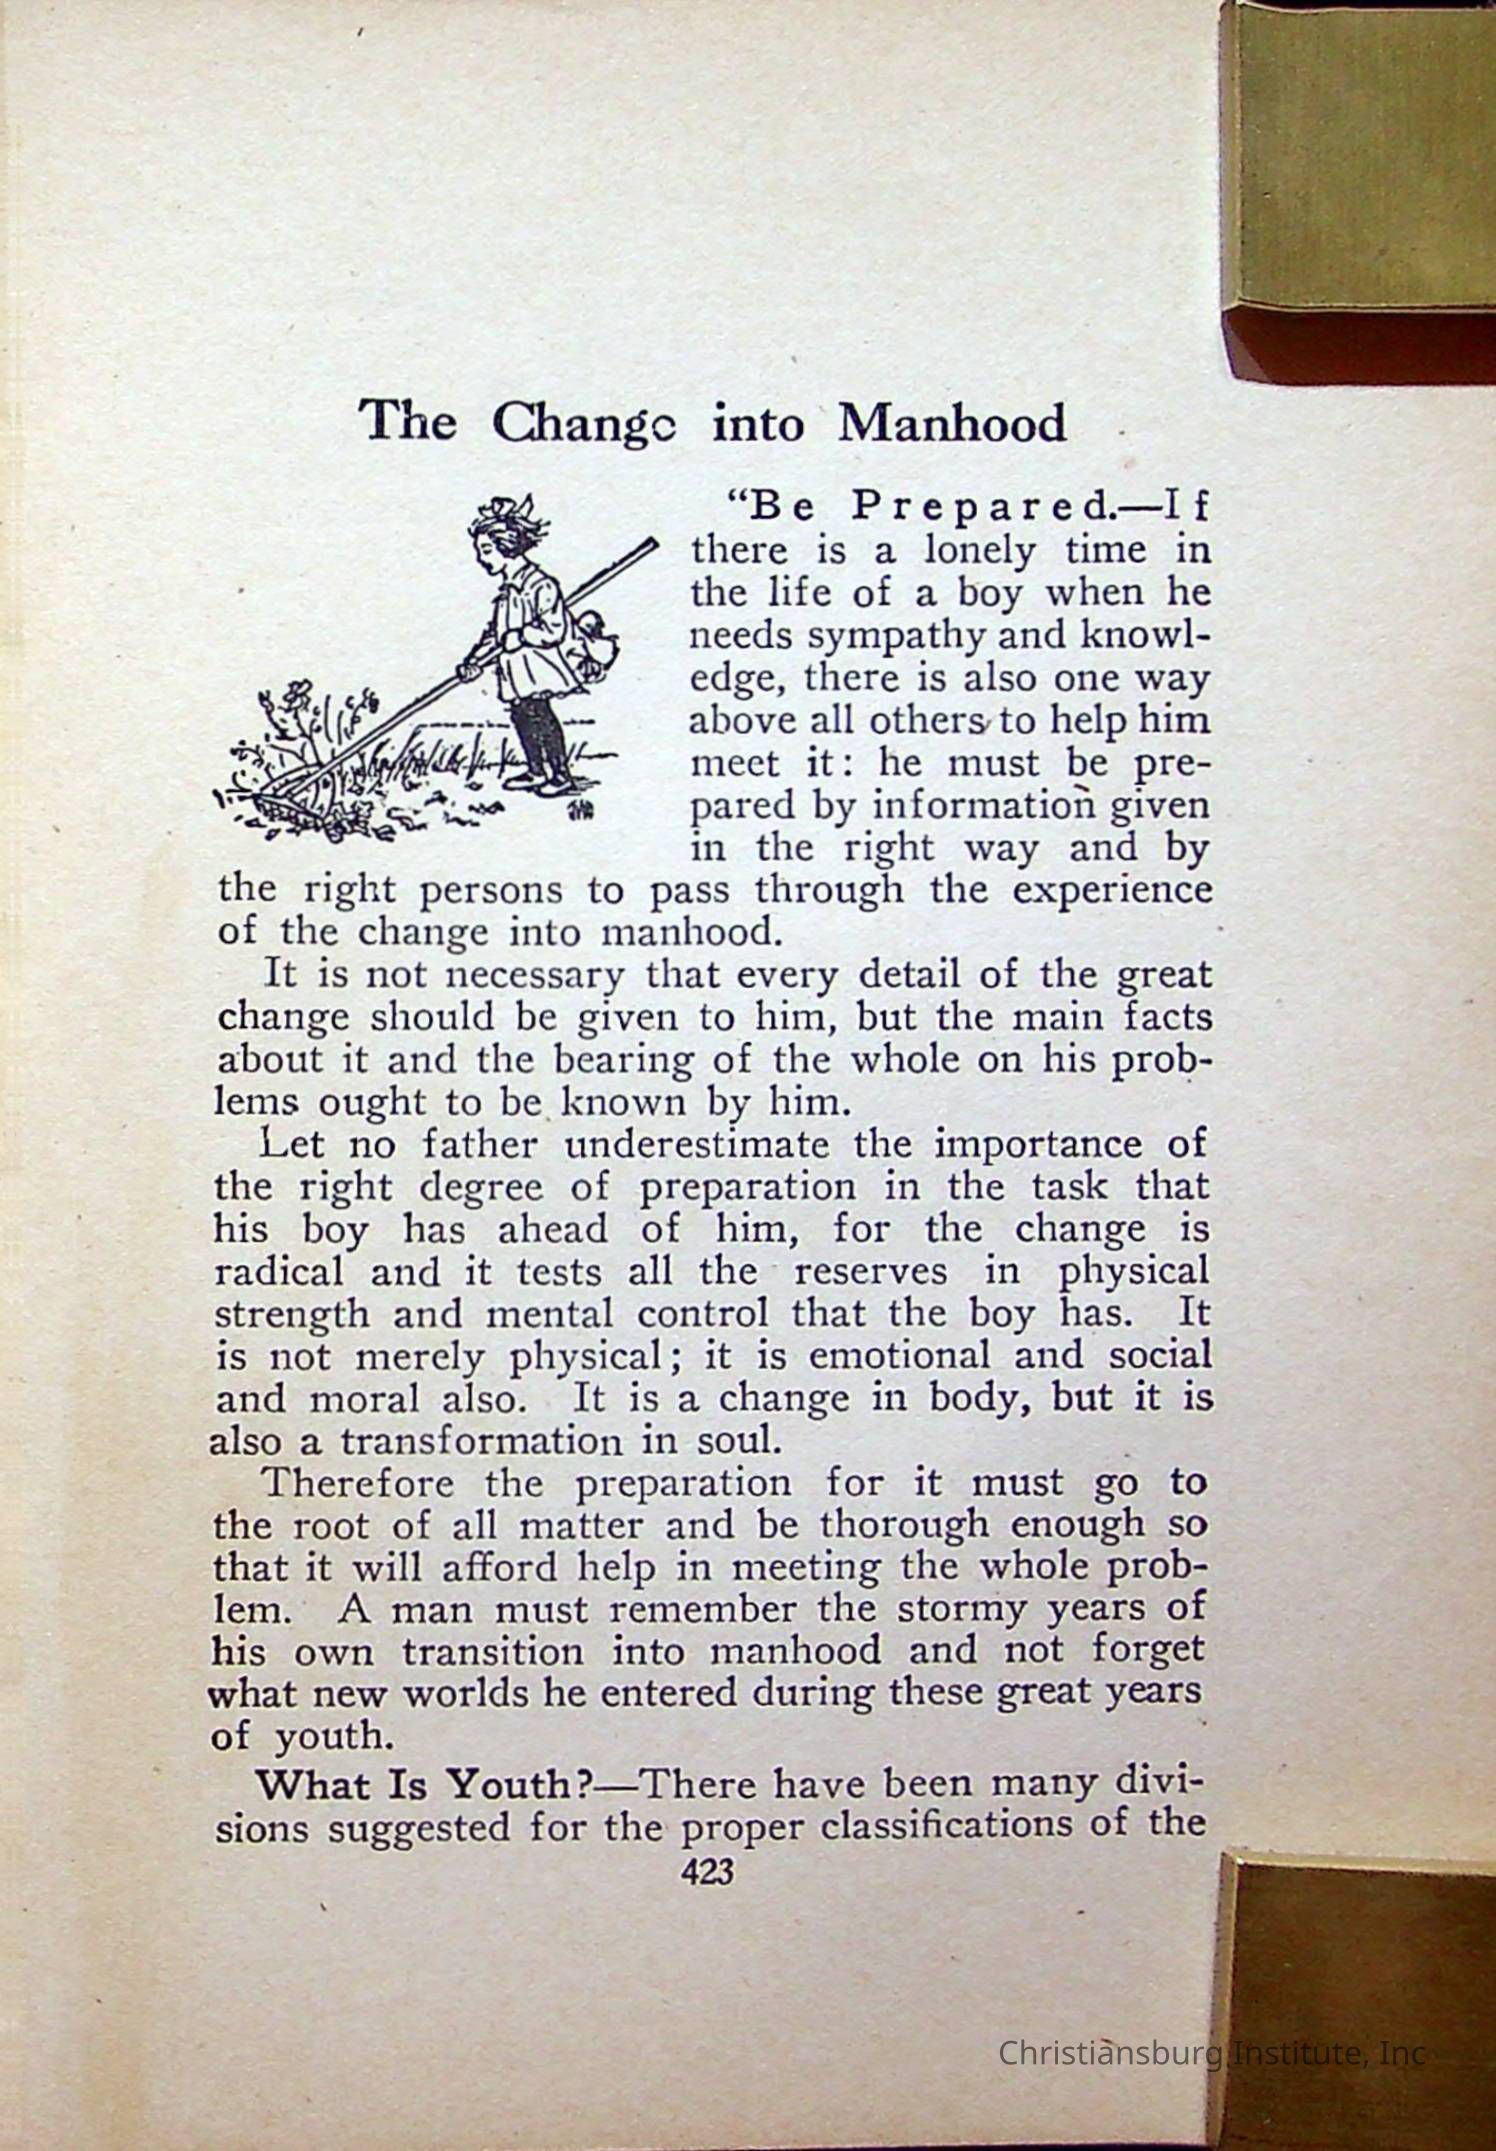 The Change into Manhood
“Be Prepared.—If
there is a lonely time in
the life of a boy when he
needs sympathy and knowl-
edge, there is also one way
above all others to help him
meet it: he must be pre-
pared by information given
in the right way and by
the right persons to pass through the experience
of the change into manhood.
It is not necessary that every detail of the great
change should be given to him, but the main facts
about it and the bearing of the whole on his prob-
lems ought to be known by him.
Let no father underestimate the importance of
the right degree of preparation in the task that
his boy has ahead of him, for the change is
radical and it tests all the reserves in physical
strength and mental control that the boy has. It
is not merely physical; it is emotional and social
and moral also. It is a change in body, but it is
also a transformation in soul.
Therefore the preparation for it must go to
the root of all matter and be thorough enough so
that it will afford help in meeting the whole prob-
lem. A man must remember the stormy years of
his own transition into manhood and not forget
what new worlds he entered during these great years
of youth.
What Is Youth?—There have been many divi-
sions suggested for the proper classifications of the
423
Christiansburg Institute, Inc